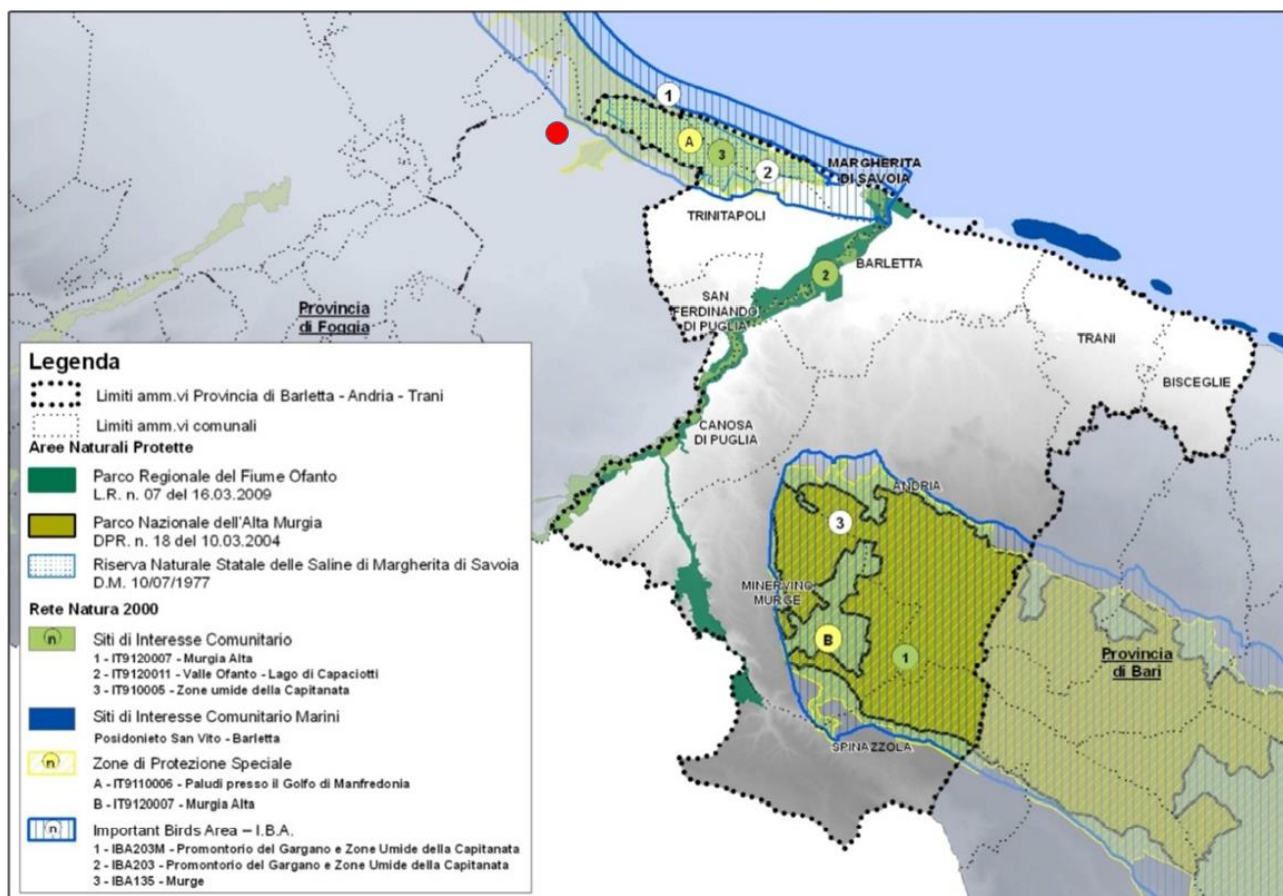 1
A
3
2
MARGHERITA
DI SAVOIA
TRINITAPOLI
2
BARLETTA
SAN
FERDINANDO
DI PUGLIA
Provincia
di Foggia
TRANI
BISCEGLIE
CANOSA
DI PUGLIA
ANDRIA
3
MINERVINO
MURGE
B
1
Provincia
di Bari
SPINAZZOLA
Legenda
Limiti amm.vi Provincia di Barletta - Andria - Trani
Limiti amm.vi comunali
Aree Naturali Protette
Parco Regionale del Fiume Ofanto
L.R. n. 07 del 16.03.2009
Parco Nazionale dell'Alta Murgia
DPR. n. 18 del 10.03.2004
Riserva Naturale Statale delle Saline di Margherita di Savoia
D.M. 10/07/1977
Rete Natura 2000
n Siti di Interesse Comunitario
1 - IT9120007 - Murgia Alta
2 - IT9120011 - Valle Ofanto - Lago di Capaciotti
3 - IT910005 - Zone umide della Capitanata
Siti di Interesse Comunitario Marini
Posidonieto San Vito - Barletta
n Zone di Protezione Speciale
A - IT9110006 - Paludi presso il Golfo di Manfredonia
B - IT9120007 - Murgia Alta
n Important Birds Area – I.B.A.
1 - IBA203M - Promontorio del Gargano e Zone Umide della Capitanata
2 - IBA203 - Promontorio del Gargano e Zone Umide della Capitanata
3 - IBA135 - Murge